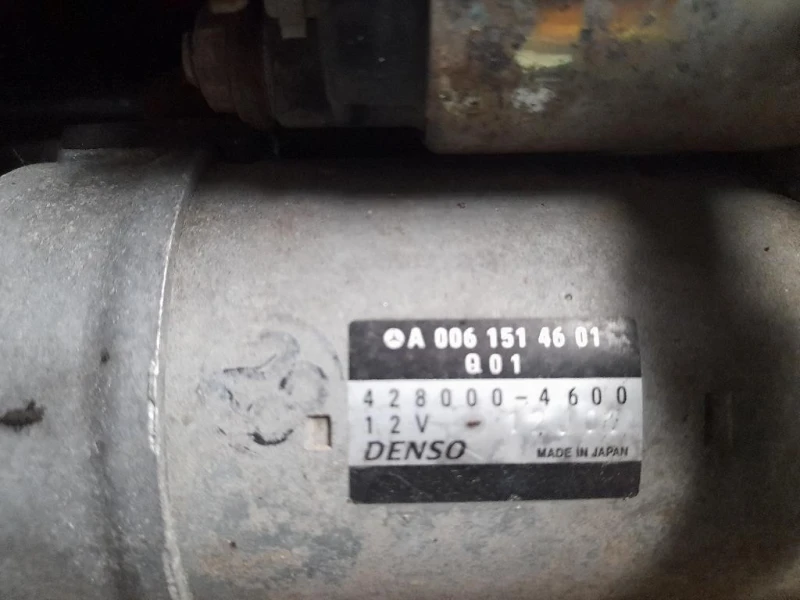 A 006 151 46 01
Q01
428000-4600
12V -
DENSO MADE IN JAPAN